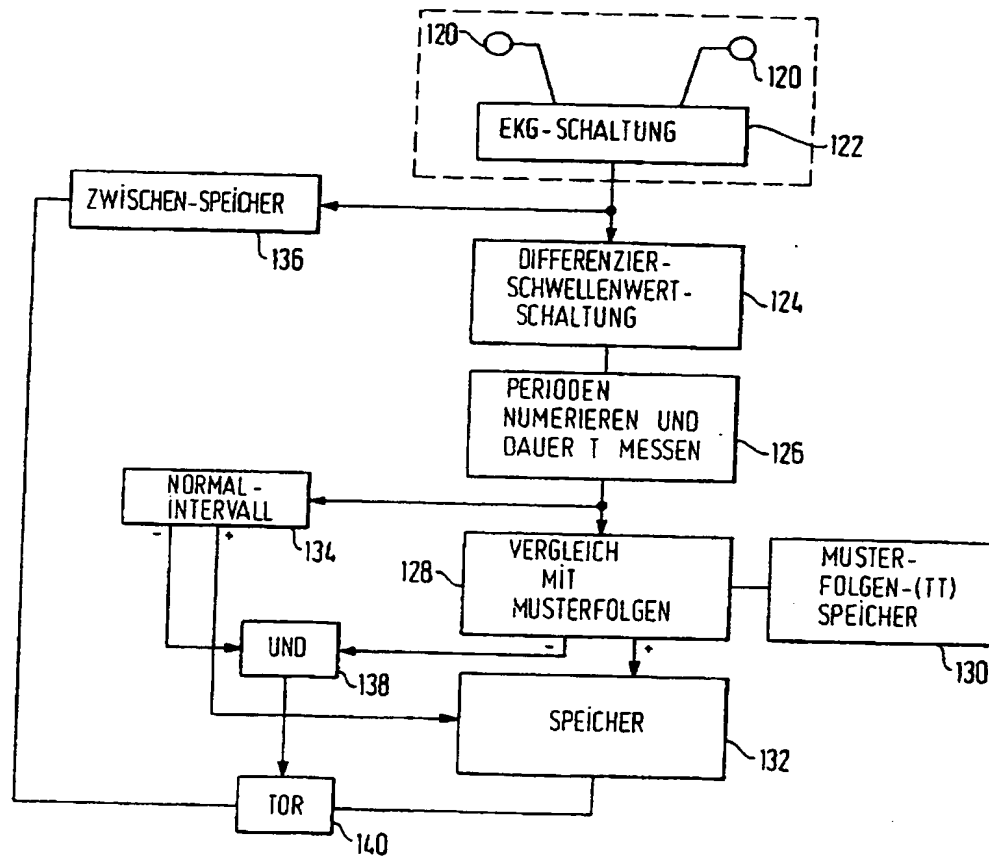 120
120
EKG-SCHALTUNG
122
ZWISCHEN-SPEICHER
136
DIFFERENZIER-
SCHWELLENWERT-
SCHALTUNG
124
PERIODEN
NUMERIEREN UND
DAUER T MESSEN
126
NORMAL-
INTERVALL
- +
134
VERGLEICH
MIT
MUSTERFOLGEN
128
- +
MUSTER-
FOLGEN-(TT)
SPEICHER
130
UND
138
SPEICHER
132
TOR
140